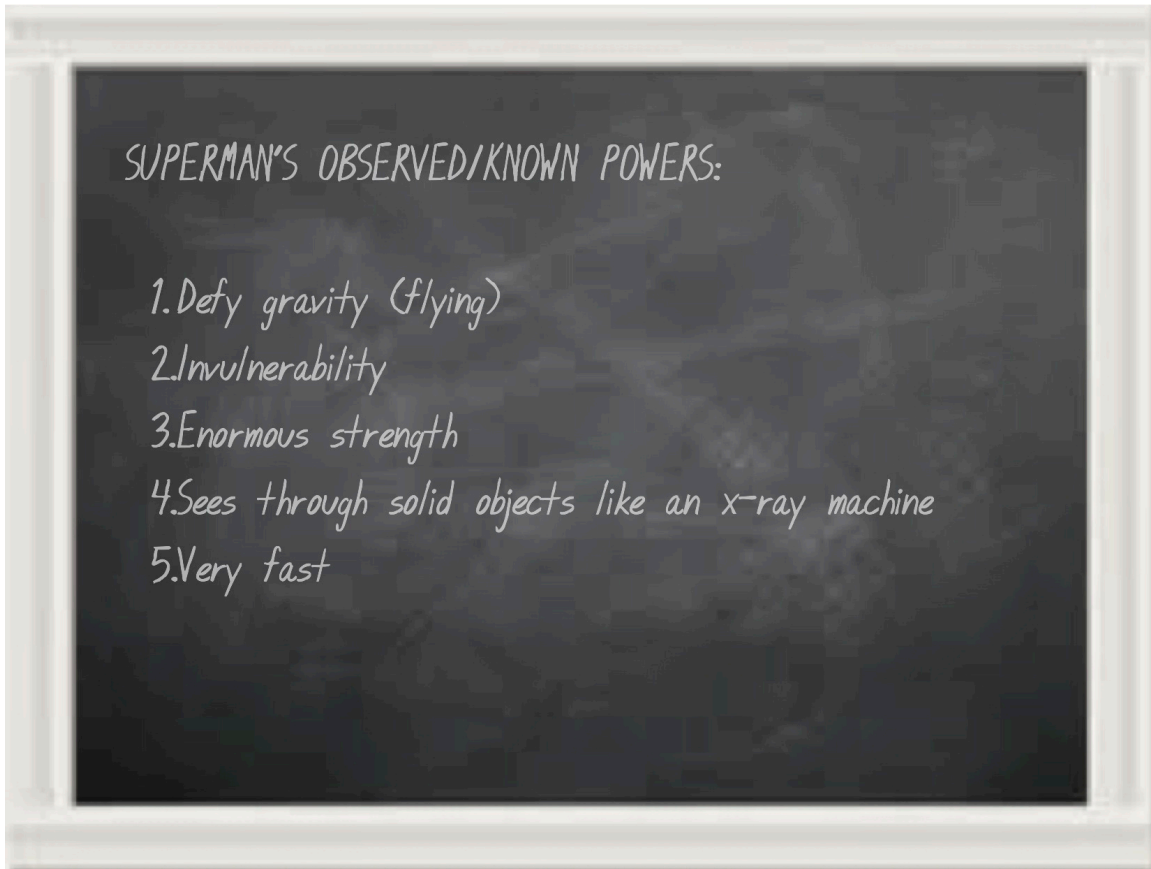 SUPERMAN'S OBSERVED/KNOWN POWERS:
1.Defy gravity (flying)
2.Invulnerability
3.Enormous strength
4.Sees through solid objects like an x-ray machine
5.Very fast